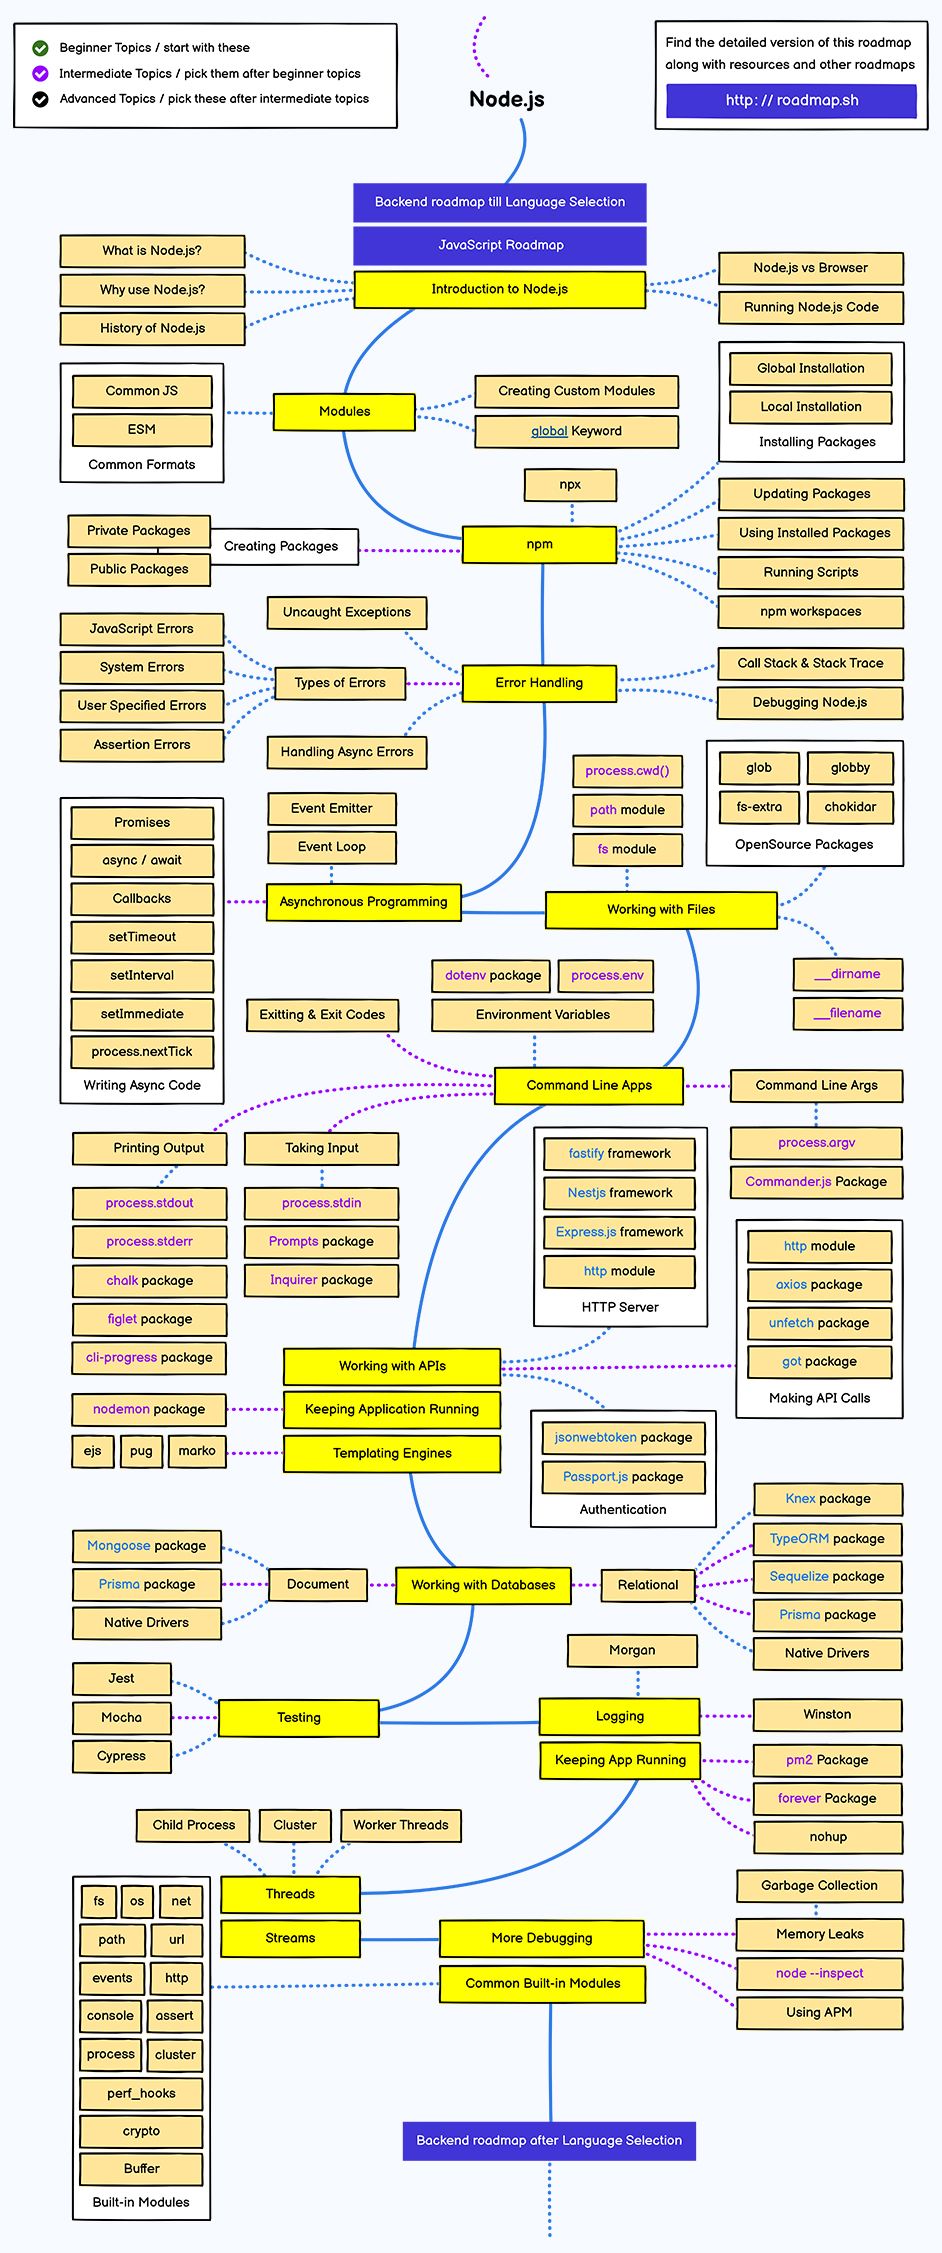 Beginner Topics / start with these
Intermediate Topics / pick them after beginner topics
Advanced Topics / pick these after intermediate topics
Find the detailed version of this roadmap
along with resources and other roadmaps
http://roadmap.sh
Node.js
Backend roadmap till Language Selection
JavaScript Roadmap
Introduction to Node.js
What is Node.js?
Why use Node.js?
History of Node.js
Node.js vs Browser
Running Node.js Code
Modules
Common JS
ESM
Common Formats
Creating Custom Modules
global Keyword
Global Installation
Local Installation
Installing Packages
npx
npm
Updating Packages
Using Installed Packages
Running Scripts
npm workspaces
Private Packages
Creating Packages
Public Packages
Uncaught Exceptions
JavaScript Errors
System Errors
User Specified Errors
Assertion Errors
Types of Errors
Error Handling
Handling Async Errors
Call Stack & Stack Trace
Debugging Node.js
Event Emitter
Event Loop
Asynchronous Programming
Promises
async / await
Callbacks
setTimeout
setInterval
setImmediate
process.nextTick
Writing Async Code
process.cwd()
path module
fs module
Working with Files
glob
globby
fs-extra
chokidar
OpenSource Packages
__dirname
__filename
dotenv package
process.env
Environment Variables
Exitting & Exit Codes
Command Line Apps
Command Line Args
process.argv
Commander.js Package
Printing Output
process.stdout
process.stderr
chalk package
figlet package
cli-progress package
Taking Input
process.stdin
Prompts package
Inquirer package
fastify framework
Nestjs framework
Express.js framework
http module
HTTP Server
http module
axios package
unfetch package
got package
Making API Calls
Working with APIs
Keeping Application Running
Templating Engines
nodemon package
ejs
pug
marko
jsonwebtoken package
Passport.js package
Authentication
Working with Databases
Document
Mongoose package
Prisma package
Native Drivers
Relational
Knex package
TypeORM package
Sequelize package
Prisma package
Native Drivers
Testing
Jest
Mocha
Cypress
Morgan
Logging
Winston
Keeping App Running
pm2 Package
forever Package
nohup
Child Process
Cluster
Worker Threads
Threads
Streams
More Debugging
Garbage Collection
Memory Leaks
node --inspect
Using APM
Common Built-in Modules
fs
os
net
path
url
events
http
console
assert
process
cluster
perf_hooks
crypto
Buffer
Built-in Modules
Backend roadmap after Language Selection